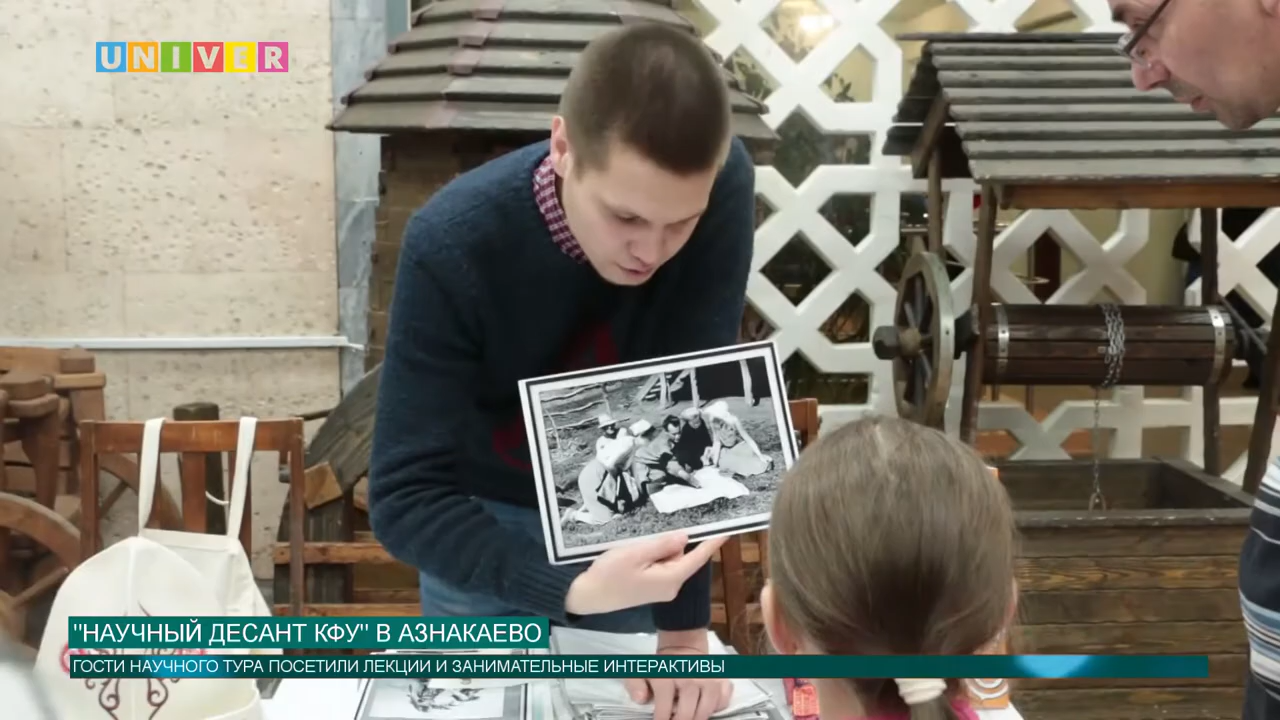 UNIVER
"НАУЧНЫЙ ДЕСАНТ КФУ" В АЗНАКАЕВО
ГОСТИ НАУЧНОГО ТУРА ПОСЕТИЛИ ЛЕКЦИИ И ЗАНИМАТЕЛЬНЫЕ ИНТЕРАКТИВЫ